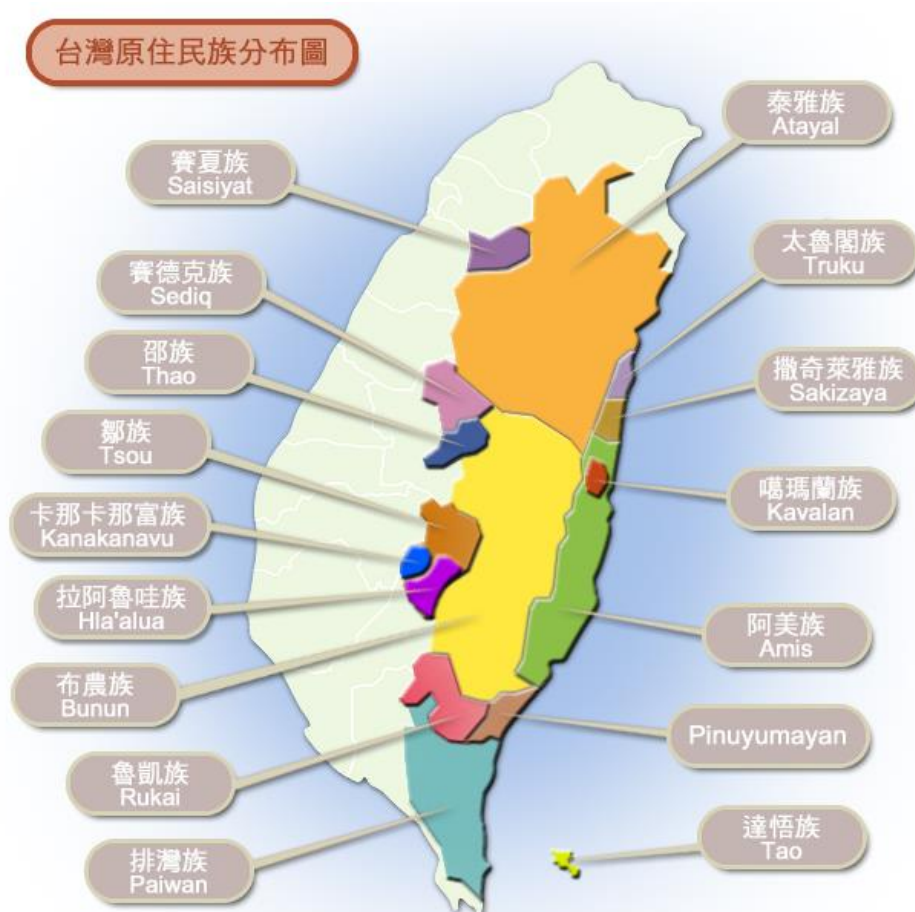 台灣原住民族分布圖
泰雅族
Atayal
賽夏族
Saisiyat
太魯閣族
Truku
賽德克族
Sediq
邵族
Thao
撒奇萊雅族
Sakizaya
鄒族
Tsou
噶瑪蘭族
Kavalan
卡那卡那富族
Kanakanavu
拉阿魯哇族
Hla'alua
阿美族
Amis
布農族
Bunun
Pinuyumayan
魯凱族
Rukai
達悟族
Tao
排灣族
Paiwan